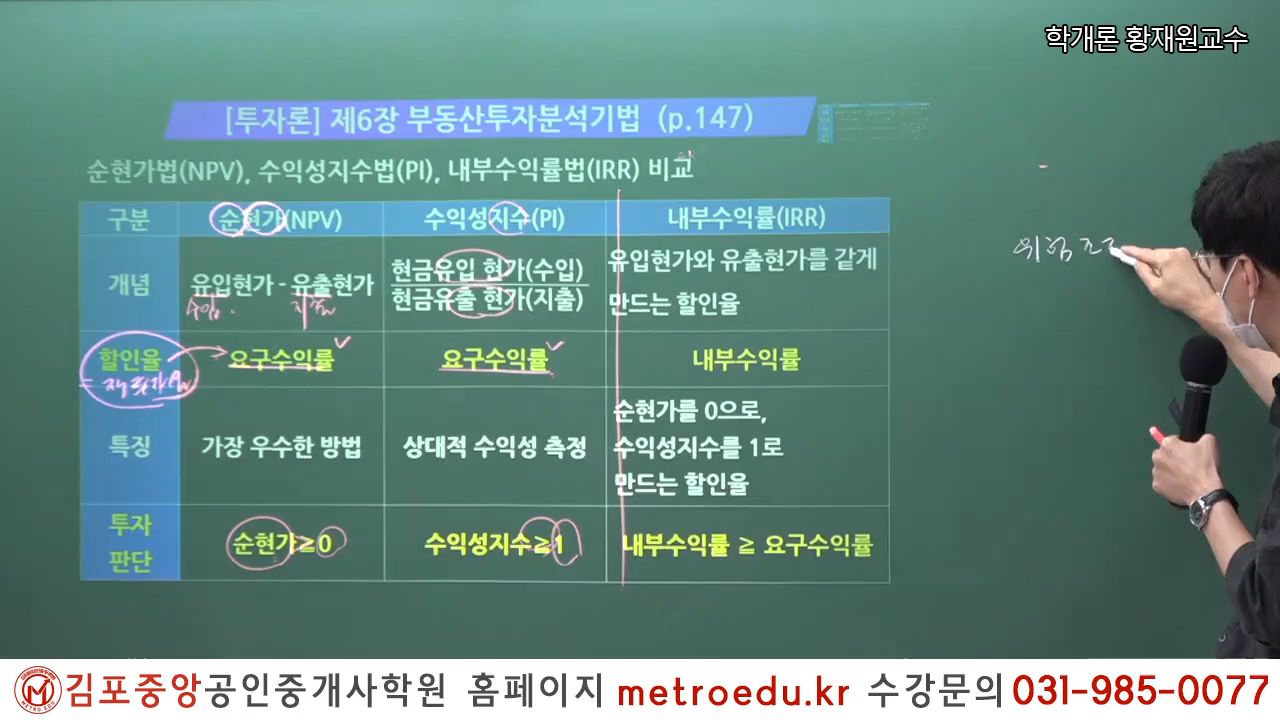 학개론 황재원교수
[투자론] 제6장 부동산투자분석기법 (p.147)
순현가법(NPV), 수익성지수법(PI), 내부수익률법(IRR) 비교
구분 순현가(NPV) 수익성지수(PI) 내부수익률(IRR)
개념 유입현가 - 유출현가
현금유입 현가(수입)
현금유출 현가(지출)
유입현가와 유출현가를 같게
만드는 할인율
수입 지출
할인율 요구수익률 요구수익률 내부수익률
특징 가장 우수한 방법 상대적 수익성 측정
순현가를 0으로,
수익성지수를 1로
만드는 할인율
투자
판단
순현가≥0 수익성지수≥1 내부수익률 ≧ 요구수익률
위험
METRO EDU
김포중앙공인중개사학원 홈페이지 metroedu.kr 수강문의 031-985-0077